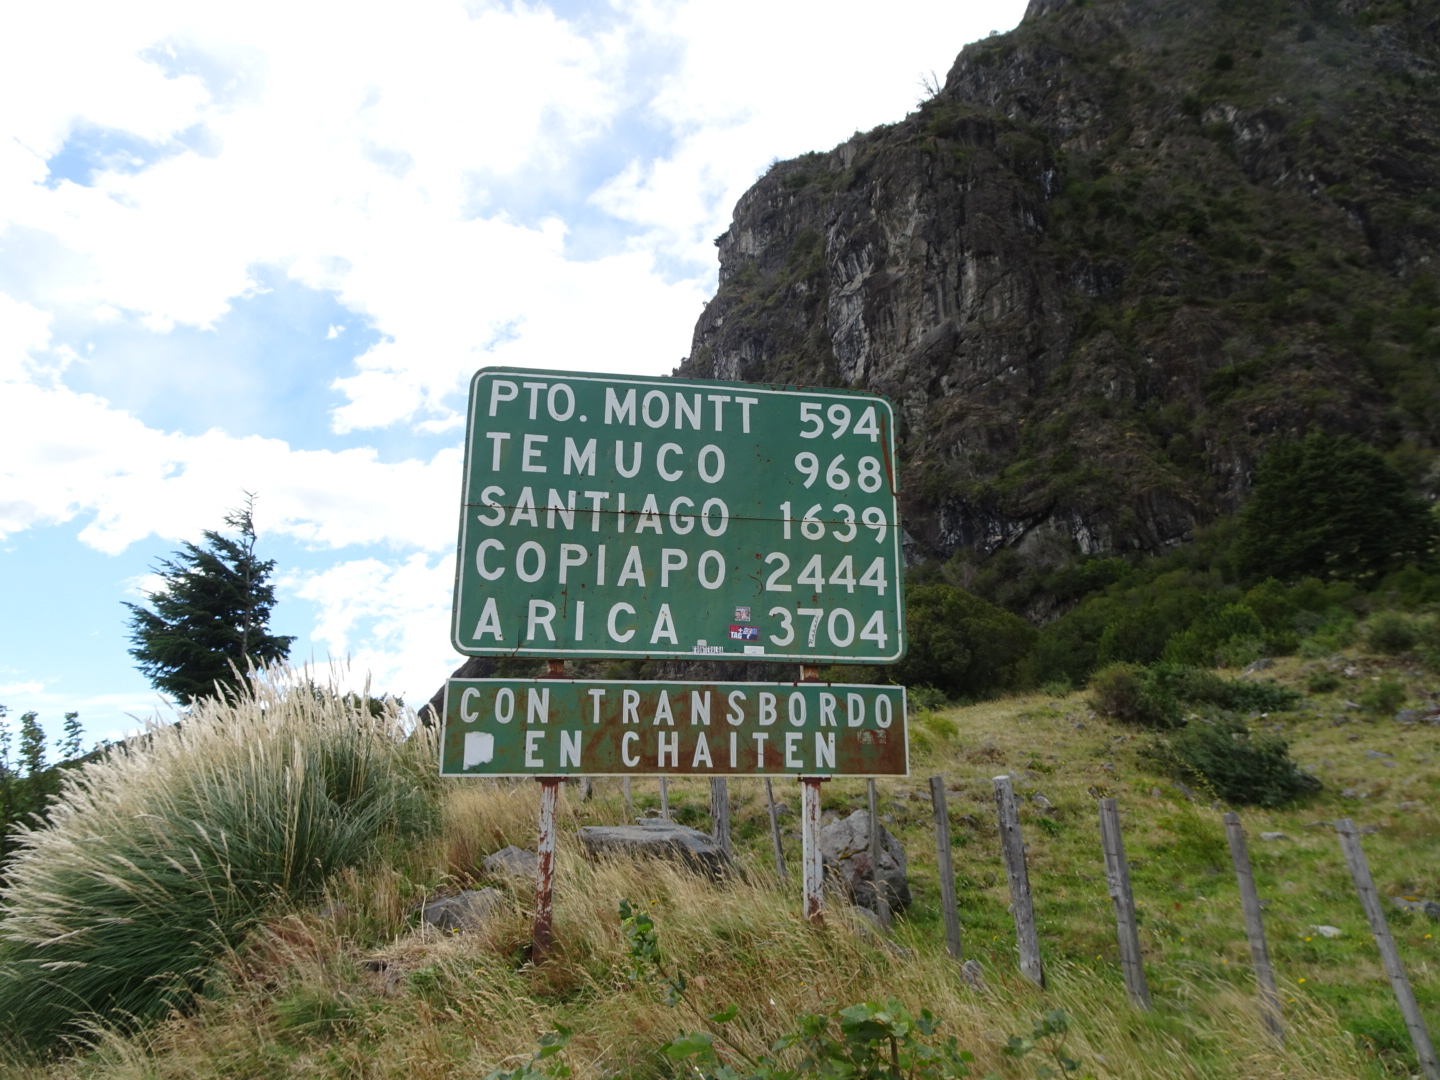 PTO. MONTT 594
TEMUCO 968
SANTIAGO 1639
COPIAPO 2444
ARICA 3704
CON TRANSBORDO
EN CHAITEN